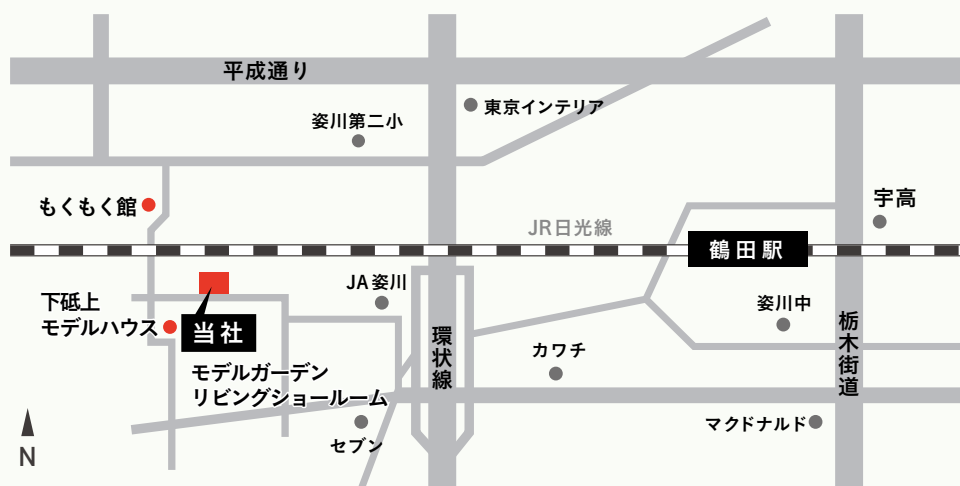 平成通り
東京インテリア
姿川第二小
もくもく館
宇高
JR日光線
鶴田駅
JA姿川
下砥上
モデルハウス
当社
姿川中
環状線
栃木街道
カワチ
モデルガーデン
リビングショールーム
マクドナルド
セブン
N